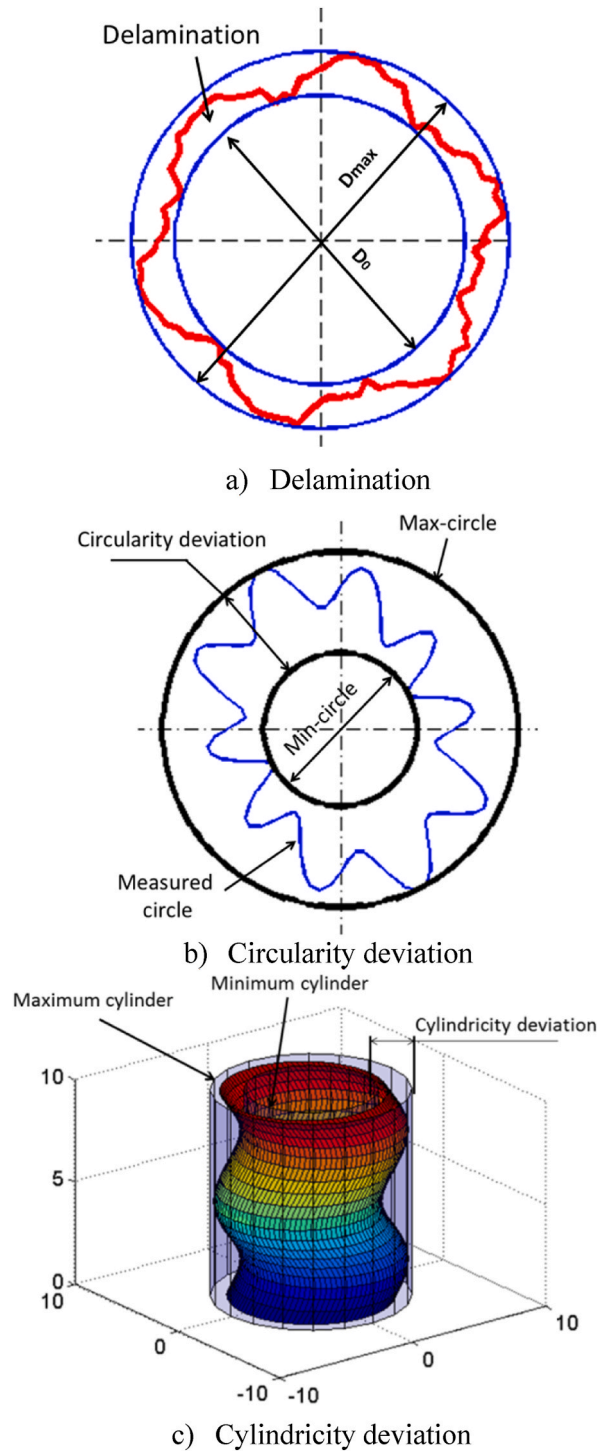 Delamination
Dmax
D₀
a) Delamination
Max-circle
Circularity deviation
Min-circle
Measured
circle
b) Circularity deviation
Minimum cylinder
Maximum cylinder
Cylindricity deviation
10
5
0
10
0
-10
-10
0
10
c) Cylindricity deviation